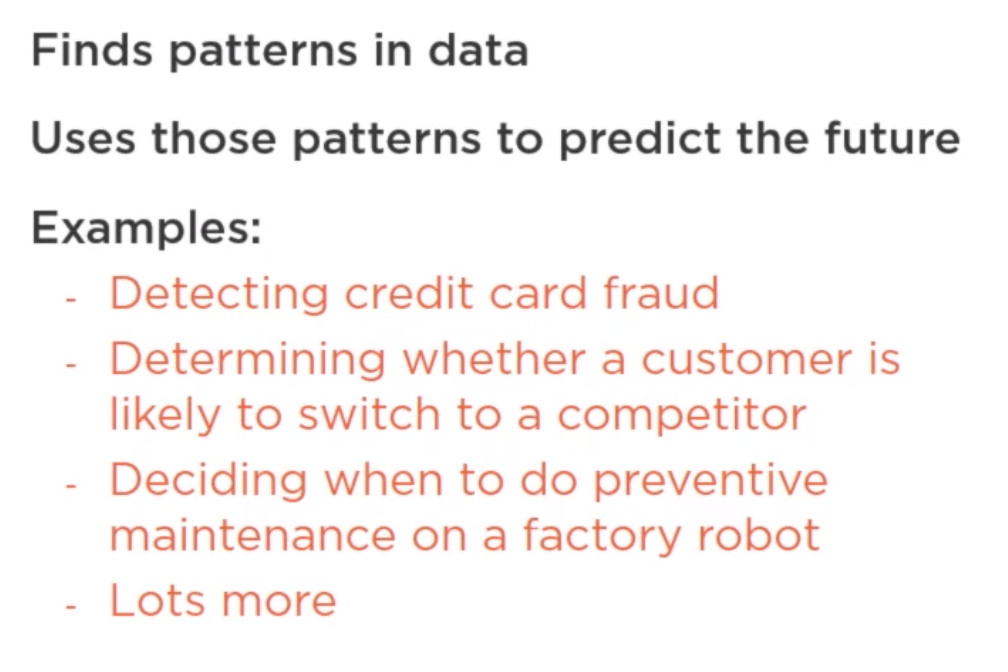 Finds patterns in data
Uses those patterns to predict the future
Examples:
- Detecting credit card fraud
- Determining whether a customer is
likely to switch to a competitor
- Deciding when to do preventive
maintenance on a factory robot
- Lots more